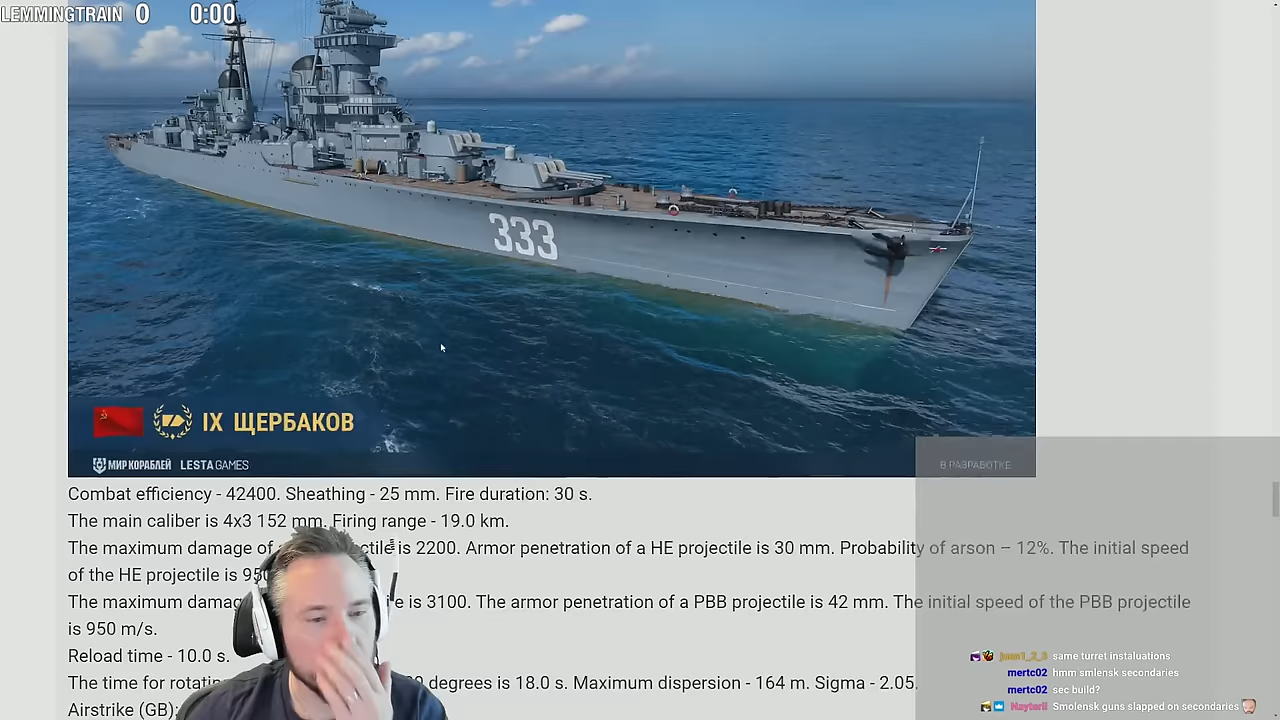 LEMMINGTRAIN 0 0:00
333
IX ЩЕРБАКОВ
МИР КОРАБЛЕЙ LESTA GAMES
В РАЗРАБОТКЕ
Combat efficiency - 42400. Sheathing - 25 mm. Fire duration: 30 s.
The main caliber is 4x3 152 mm. Firing range - 19.0 km.
The maximum damage of is 2200. Armor penetration of a HE projectile is 30 mm. Probability of arson – 12%. The initial speed
of the HE projectile is
The maximum is 3100. The armor penetration of a PBB projectile is 42 mm. The initial speed of the PBB projectile
is 950 m/s.
Reload time - 10.0 s.
The time for degrees is 18.0 s. Maximum dispersion - 164 m. Sigma - 2.05.
Airstrike (GB):
same turret instaluations
mertc02 hmm smlensk secondaries
mertc02 sec build?
Smolensk guns slapped on secondaries